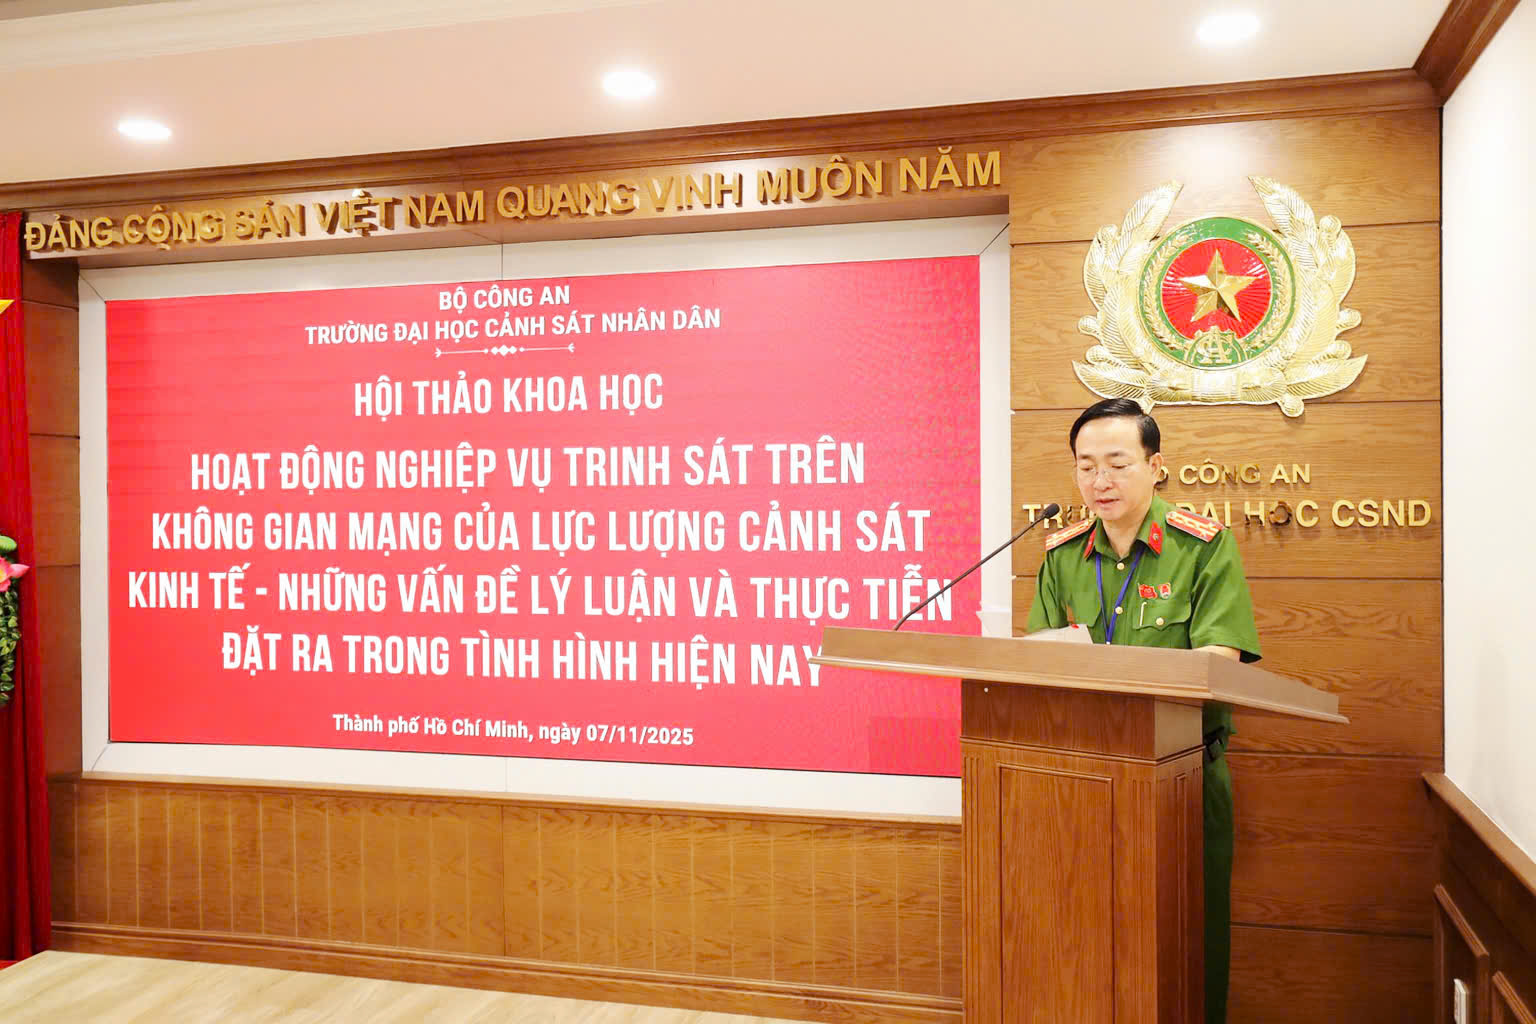 ĐẢNG CỘNG SẢN VIỆT NAM QUANG VINH MUÔN NĂM
BỘ CÔNG AN
TRƯỜNG ĐẠI HỌC CẢNH SÁT NHÂN DÂN
HỘI THẢO KHOA HỌC
HOẠT ĐỘNG NGHIỆP VỤ TRINH SÁT TRÊN
KHÔNG GIAN MẠNG CỦA LỰC LƯỢNG CẢNH SÁT
KINH TẾ - NHỮNG VẤN ĐỀ LÝ LUẬN VÀ THỰC TIỄN
ĐẶT RA TRONG TÌNH HÌNH HIỆN NAY
Thành phố Hồ Chí Minh, ngày 07/11/2025
CÔNG AN
ĐẠI HỌC CSND